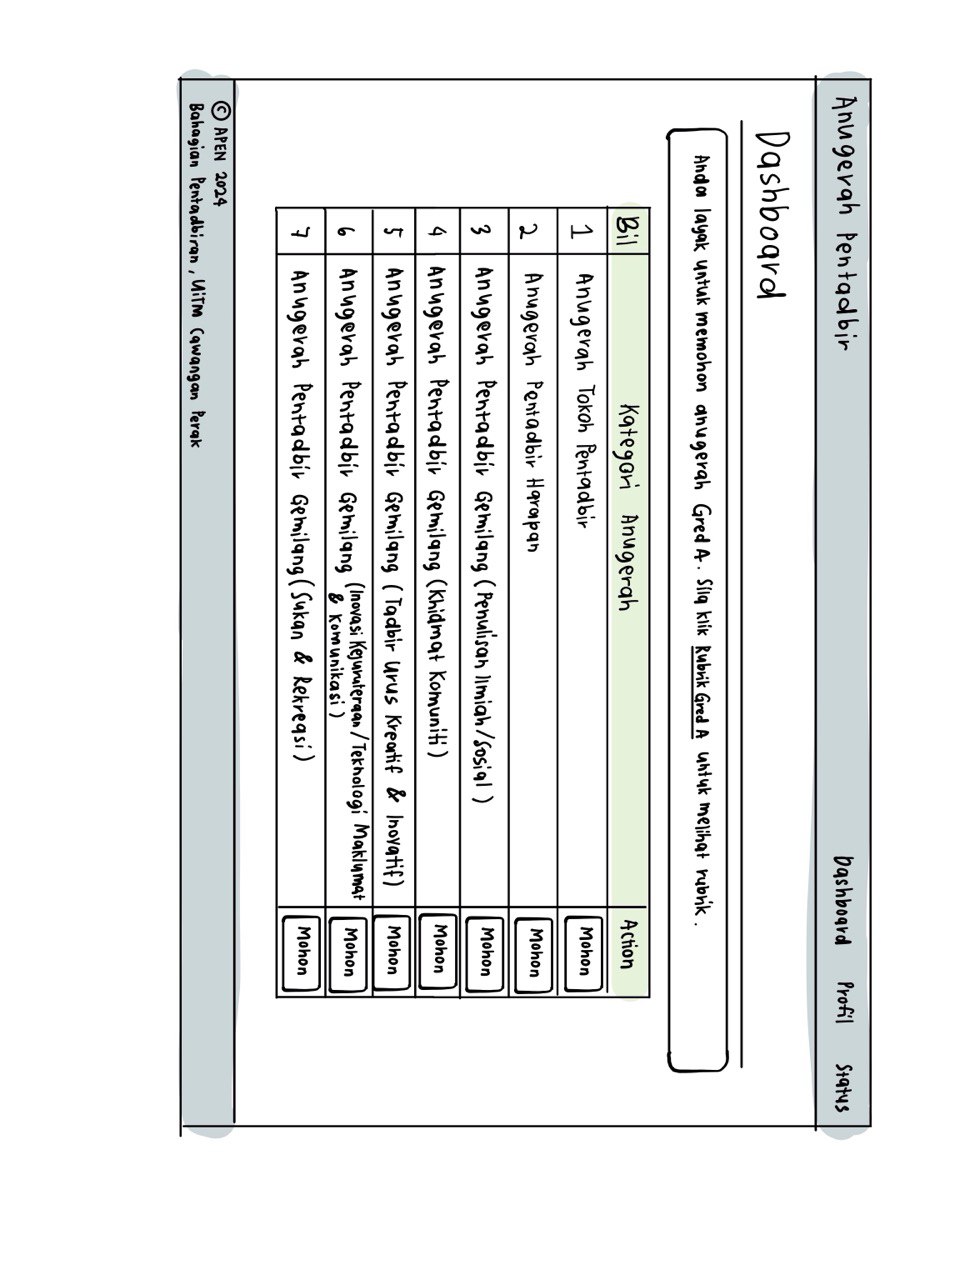 Anugerah Pentadbir
Dashboard Profil Status
Dashboard
Anda layak untuk memohon anugerah Gred A. Sila klik Rubrik Gred A untuk melihat rubrik.
Bil Kategori Anugerah Action
1 Anugerah Tokoh Pentadbir Mohon
2 Anugerah Pentadbir Harapan Mohon
3 Anugerah Pentadbir Gemilang (Penulisan Ilmiah/Sosial) Mohon
4 Anugerah Pentadbir Gemilang (Khidmat Komuniti) Mohon
5 Anugerah Pentadbir Gemilang (Tadbir Urus Kreatif & Inovatif) Mohon
6 Anugerah Pentadbir Gemilang (Inovasi Kejuruteraan/Teknologi Maklumat
& Komunikasi) Mohon
7 Anugerah Pentadbir Gemilang (Sukan & Rekreasi) Mohon
© APEN 2024
Bahagian Pentadbiran, UiTM Cawangan Perak